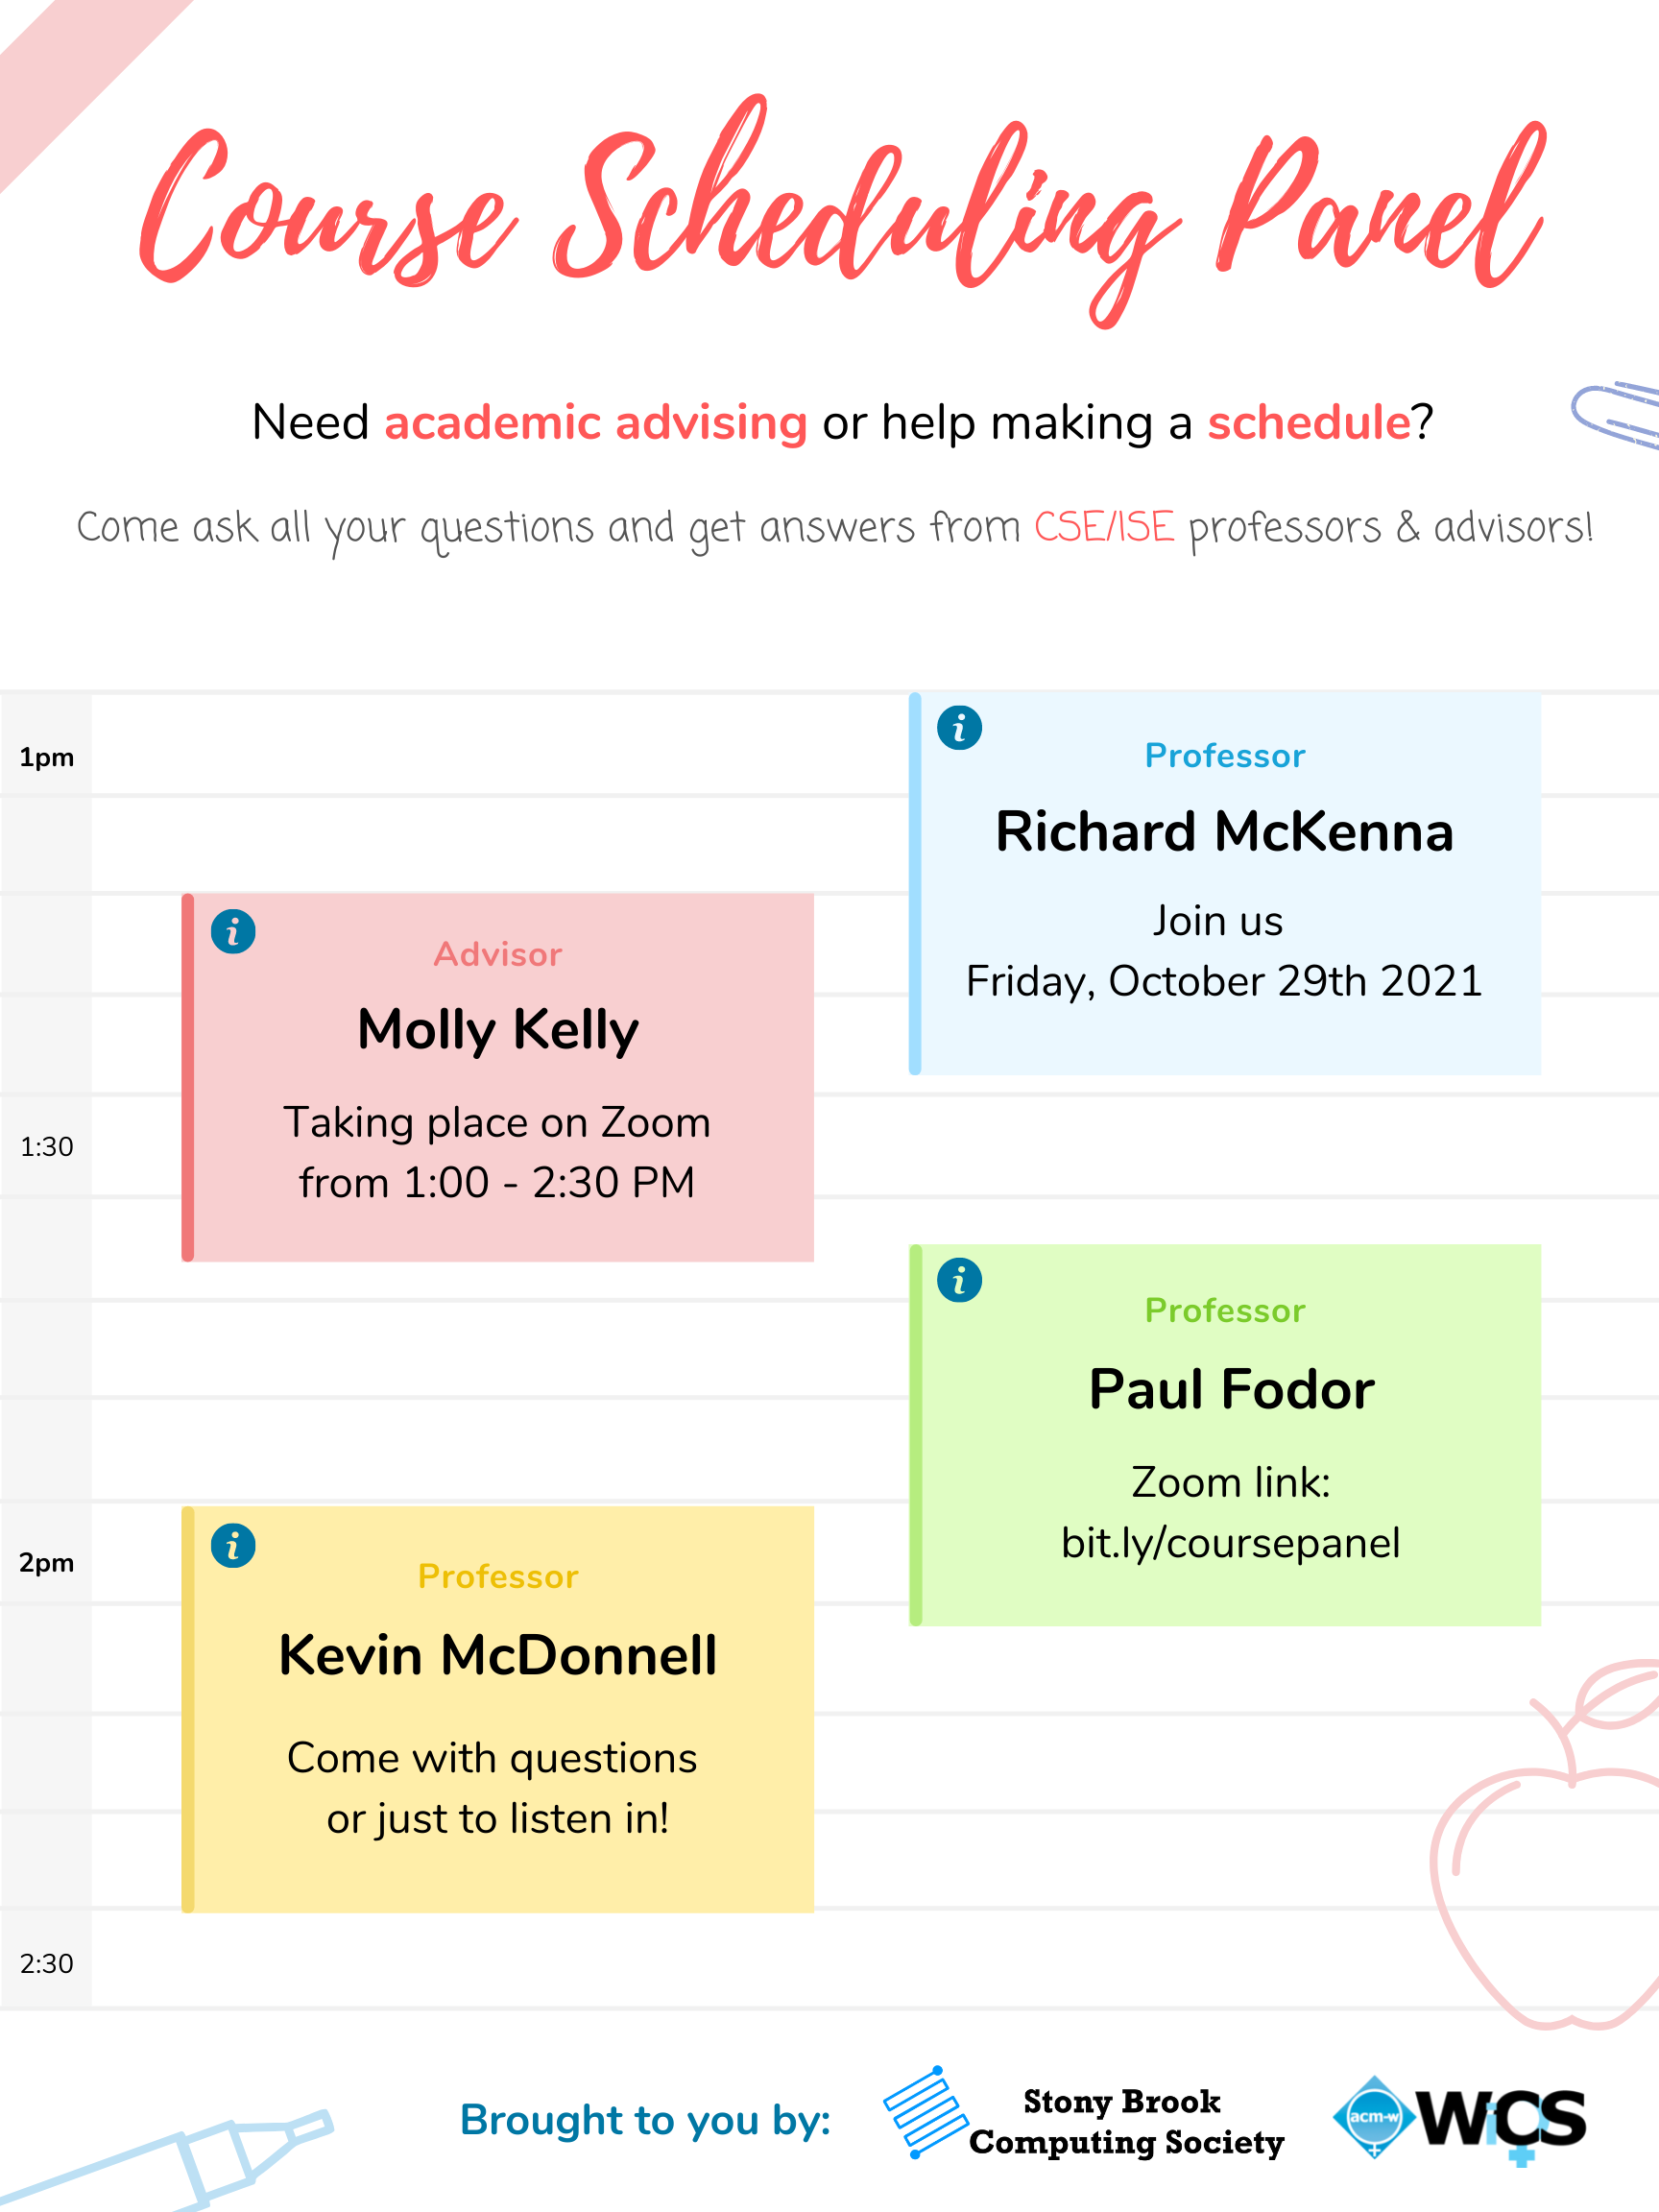 Course Scheduling Panel
Need academic advising or help making a schedule?
Come ask all your questions and get answers from CSE/ISE professors & advisors!
1pm
Professor
Richard McKenna
Join us
Friday, October 29th 2021
Advisor
Molly Kelly
Taking place on Zoom
from 1:00 - 2:30 PM
1:30
Professor
Paul Fodor
Zoom link:
bit.ly/coursepanel
2pm
Professor
Kevin McDonnell
Come with questions
or just to listen in!
2:30
Brought to you by:
Stony Brook
Computing Society
acm-w
WiCS